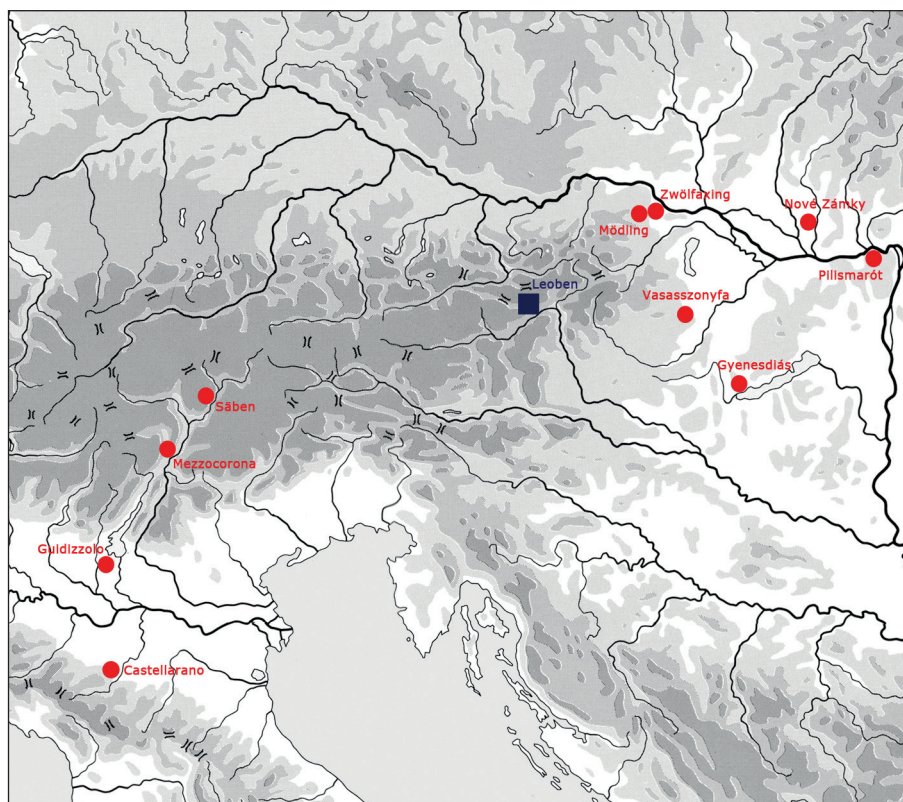 Zwölfaxing
Nové Zámky
Mödling
Pilismarót
Leoben
Vasasszonyfa
Gyenesdiás
Säben
Mezzocorona
Guidizzolo
Castellarano